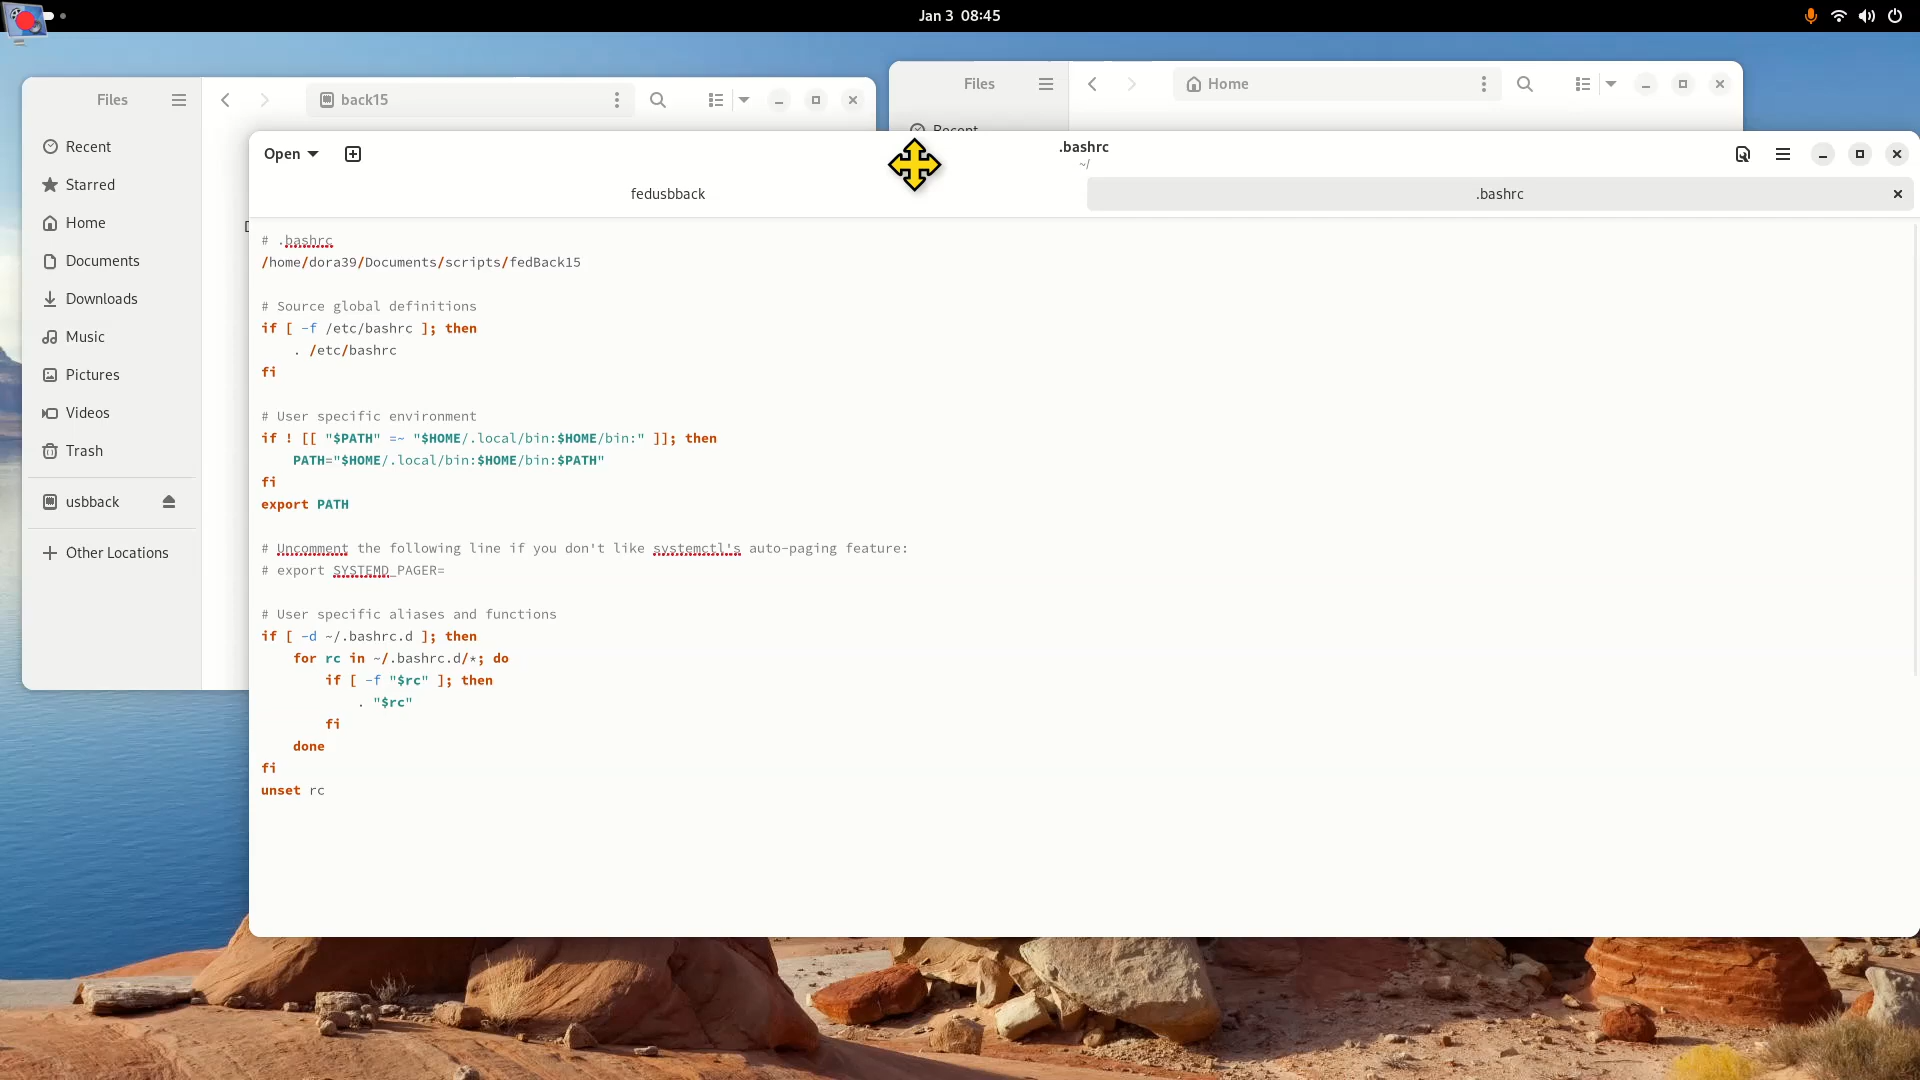 Jan 3 08:45
Files
back15
Recent
Starred
Home
Documents
Downloads
Music
Pictures
Videos
Trash
usbback
Other Locations
Files
Home
Recent
Open
.bashrc
~/
fedusbback
.bashrc
# .bashrc
/home/dora39/Documents/scripts/fedBack15
# Source global definitions
if [ -f /etc/bashrc ]; then
    . /etc/bashrc
fi
# User specific environment
if ! [[ "$PATH" =~ "$HOME/.local/bin:$HOME/bin:" ]]; then
    PATH="$HOME/.local/bin:$HOME/bin:$PATH"
fi
export PATH
# Uncomment the following line if you don't like systemctl's auto-paging feature:
# export SYSTEMD_PAGER=
# User specific aliases and functions
if [ -d ~/.bashrc.d ]; then
    for rc in ~/.bashrc.d/*; do
        if [ -f "$rc" ]; then
            . "$rc"
        fi
    done
fi
unset rc